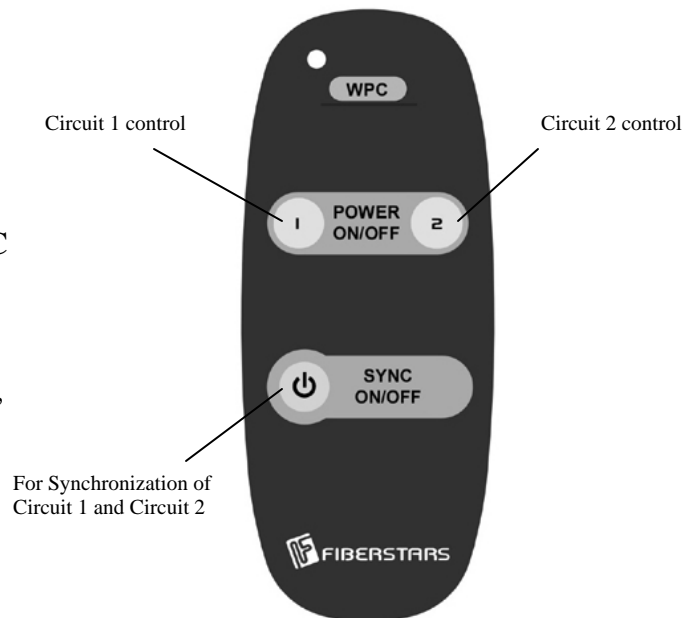 WPC
Circuit 1 control
Circuit 2 control
1 POWER 2
ON/OFF
C
SYNC
ON/OFF
,
For Synchronization of
Circuit 1 and Circuit 2
FIBERSTARS